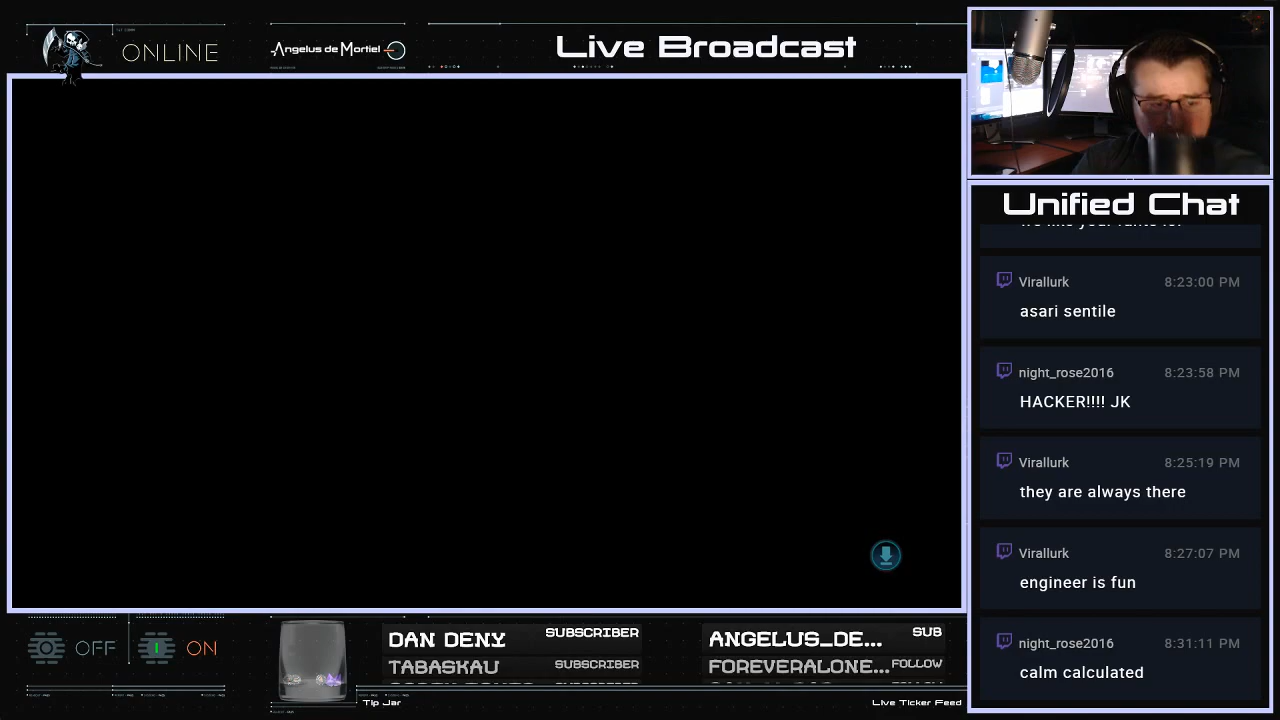 ONLINE
Angelus de Mortiel
Live Broadcast
Unified Chat
Virallurk 8:23:00 PM
asari sentile
night_rose2016 8:23:58 PM
HACKER!!!! JK
Virallurk 8:25:19 PM
they are always there
Virallurk 8:27:07 PM
engineer is fun
night_rose2016 8:31:11 PM
calm calculated
OFF
ON
DAN DENY SUBSCRIBER
TABASKAU SUBSCRIBER
ANGELUS_DE... SUB
FOREVERALONE... FOLLOW
Tip Jar
Live Ticker Feed